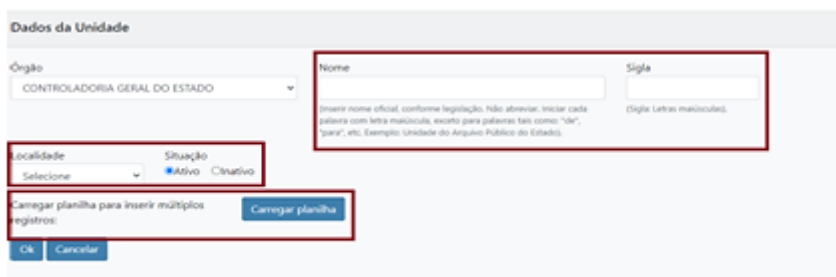 Dados da Unidade
Órgão
CONTROLADORIA GERAL DO ESTADO
Nome
Sigla
(Inserir nome oficial, conforme legislação. Não abreviar. Iniciar cada
palavra com letra maiúscula, exceto para palavras tais como: "de",
"para", etc. Exemplo: Unidade do Arquivo Público do Estado).
(Sigla: Letras maiúsculas).
Localidade
Situação
Selecione
Ativo Inativo
Carregar planilha para inserir múltiplos
registros:
Carregar planilha
Ok Cancelar